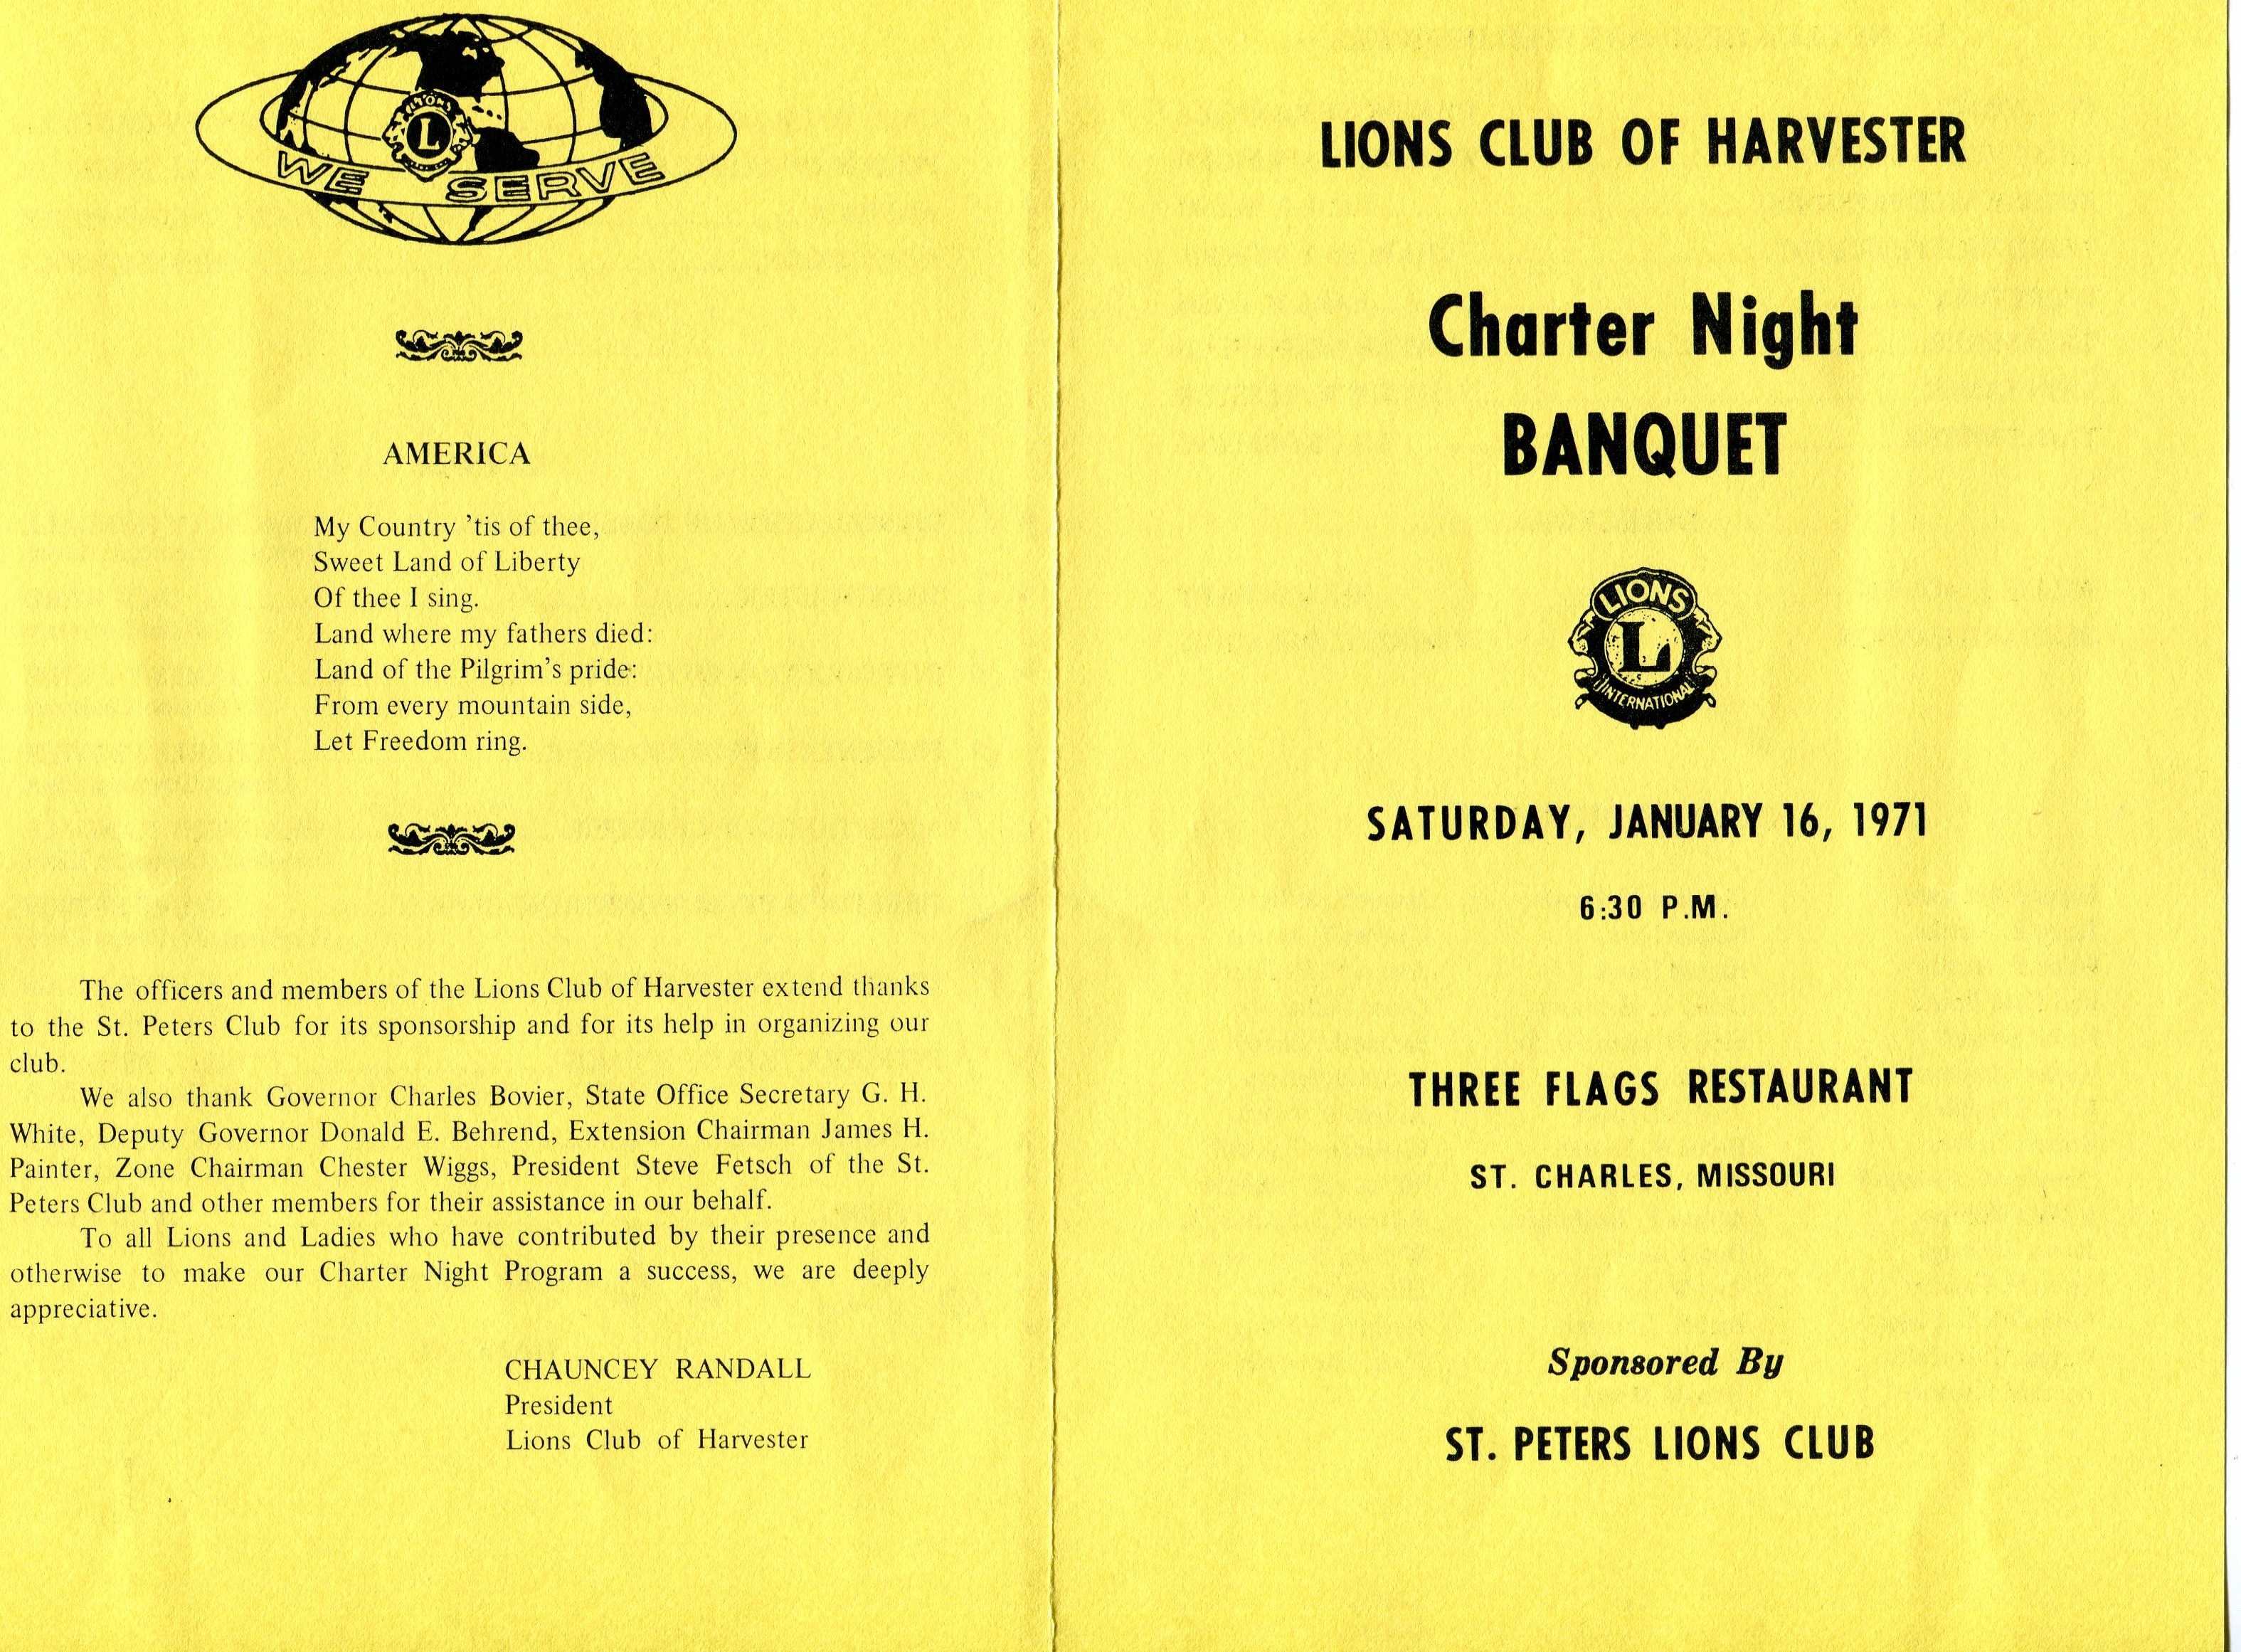 LIONS
L
WE SERVE
AMERICA
My Country ’tis of thee,
Sweet Land of Liberty
Of thee I sing.
Land where my fathers died:
Land of the Pilgrim’s pride:
From every mountain side,
Let Freedom ring.
The officers and members of the Lions Club of Harvester extend thanks
to the St. Peters Club for its sponsorship and for its help in organizing our
club.
We also thank Governor Charles Bovier, State Office Secretary G. H.
White, Deputy Governor Donald E. Behrend, Extension Chairman James H.
Painter, Zone Chairman Chester Wiggs, President Steve Fetsch of the St.
Peters Club and other members for their assistance in our behalf.
To all Lions and Ladies who have contributed by their presence and
otherwise to make our Charter Night Program a success, we are deeply
appreciative.
CHAUNCEY RANDALL
President
Lions Club of Harvester
LIONS CLUB OF HARVESTER
Charter Night
BANQUET
LIONS
L
INTERNATIONAL
SATURDAY, JANUARY 16, 1971
6:30 P.M.
THREE FLAGS RESTAURANT
ST. CHARLES, MISSOURI
Sponsored By
ST. PETERS LIONS CLUB